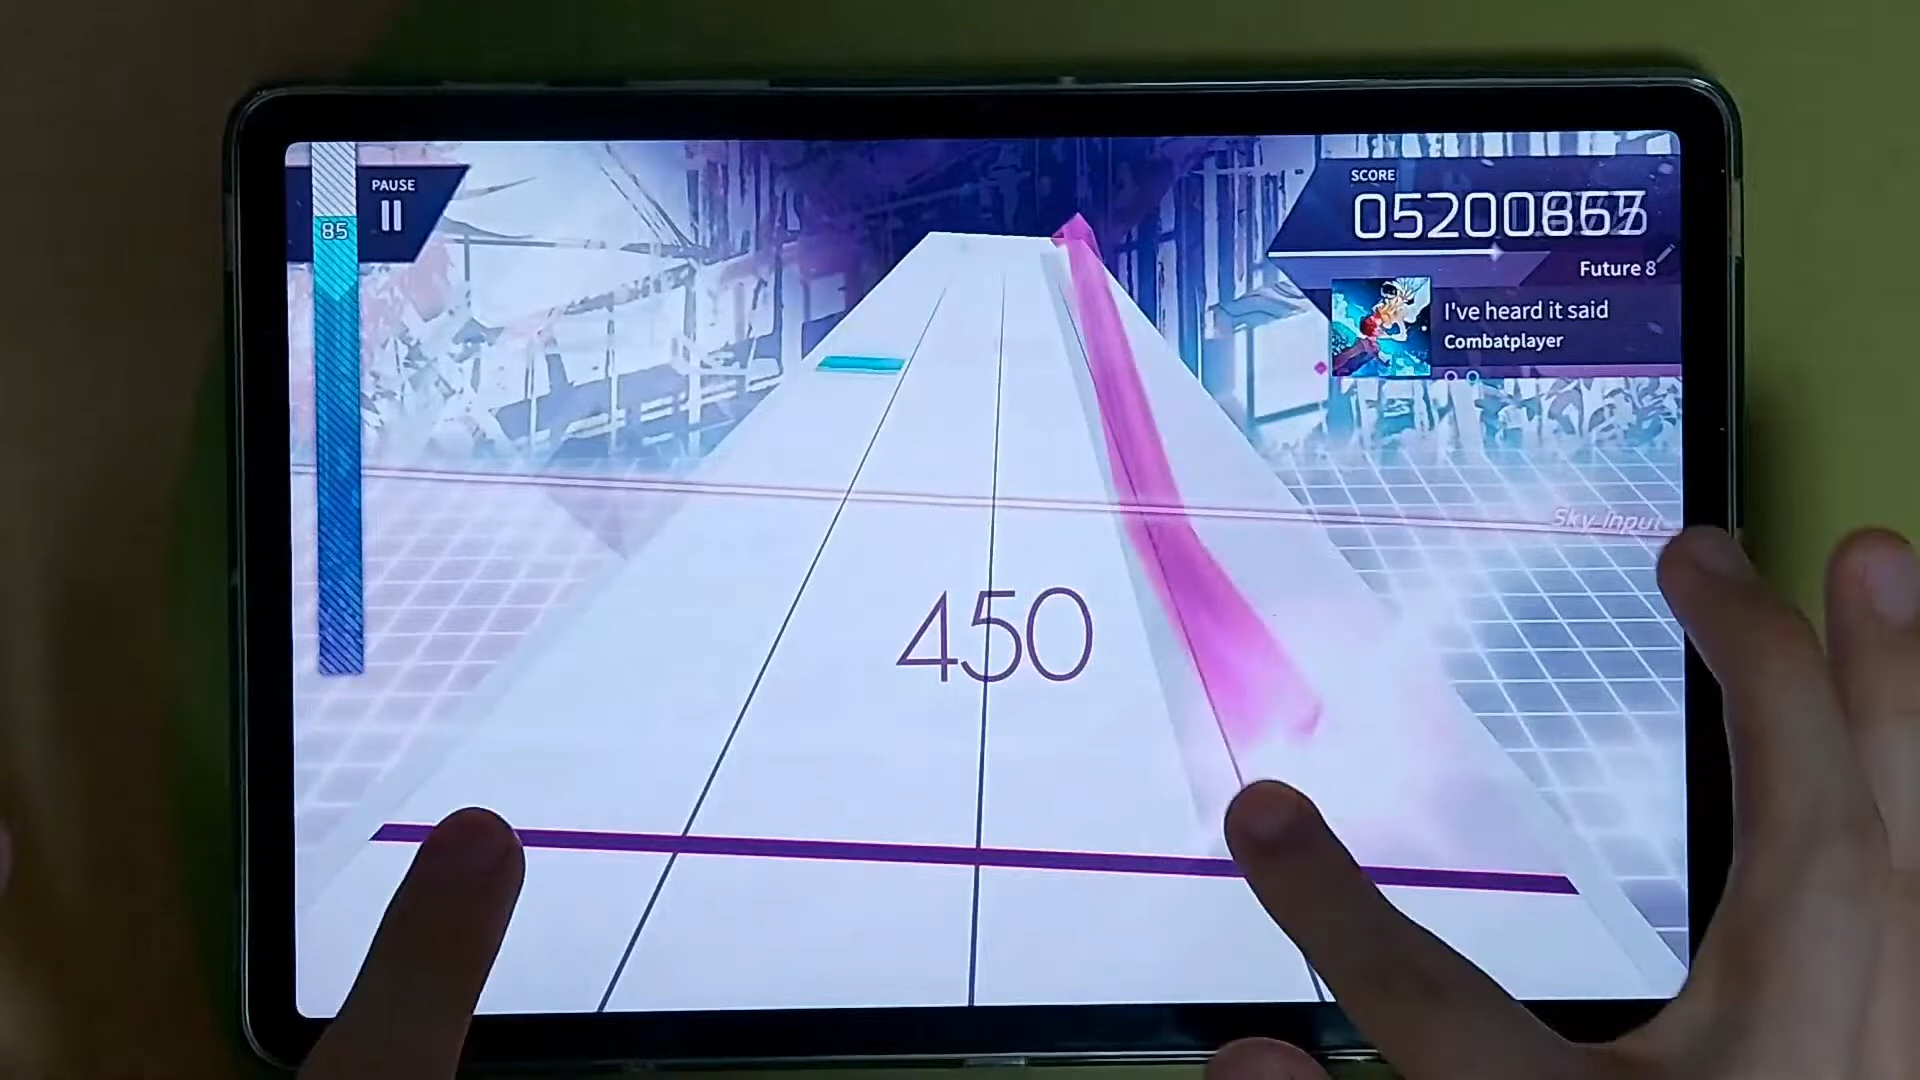 PAUSE
85
SCORE
Future 8
I've heard it said
Combatplayer
Sky Input
450